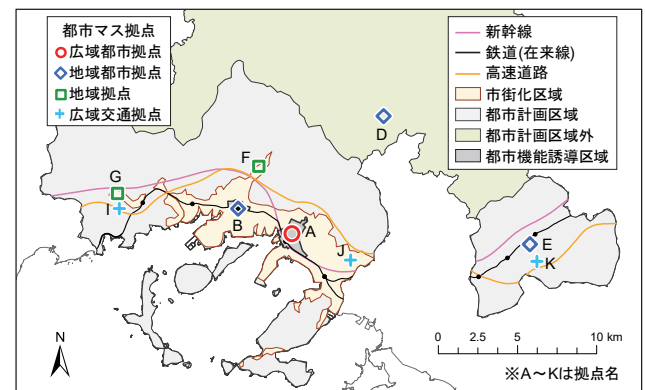 都市マス拠点
広域都市拠点
地域都市拠点
地域拠点
広域交通拠点
新幹線
鉄道(在来線)
高速道路
市街化区域
都市計画区域
都市計画区域外
都市機能誘導区域
D
F
G
I
B
A
J
E
K
N
0 2.5 5 10 km
※A～Kは拠点名